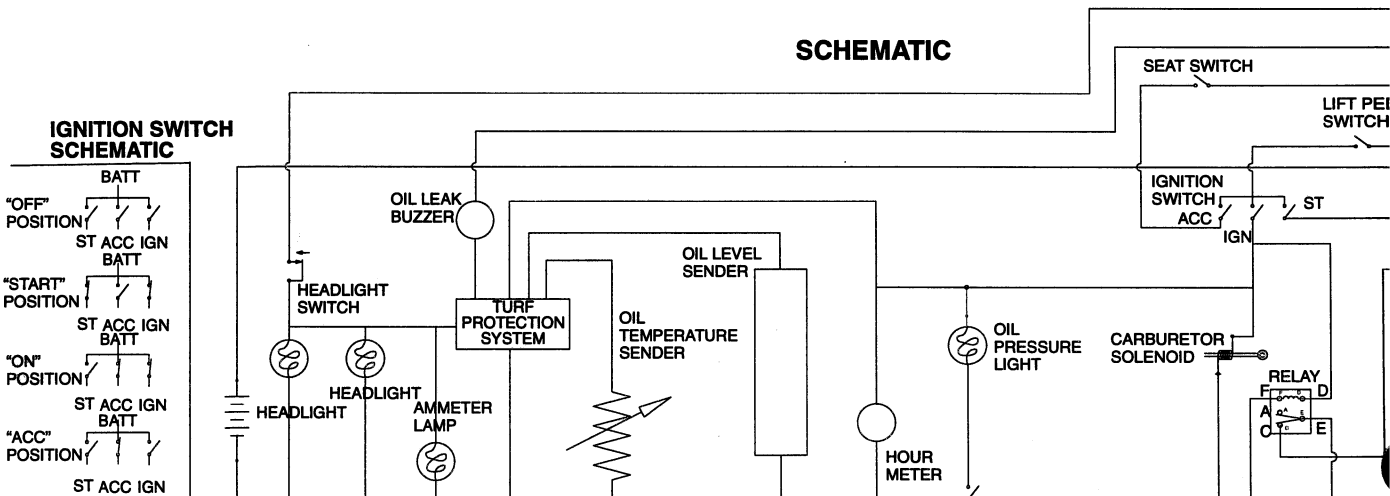 SCHEMATIC
SEAT SWITCH
LIFT PE
SWITCH
IGNITION SWITCH
SCHEMATIC
BATT
"OFF"
POSITION
ST ACC IGN
BATT
"START"
POSITION
ST ACC IGN
BATT
"ON"
POSITION
ST ACC IGN
BATT
"ACC"
POSITION
ST ACC IGN
OIL LEAK
BUZZER
IGNITION
SWITCH
ST
ACC
IGN
OIL LEVEL
SENDER
HEADLIGHT
SWITCH
TURF
PROTECTION
SYSTEM
OIL
TEMPERATURE
SENDER
OIL
PRESSURE
LIGHT
CARBURETOR
SOLENOID
HEADLIGHT
HEADLIGHT
AMMETER
LAMP
HOUR
METER
RELAY
F D
A
C E